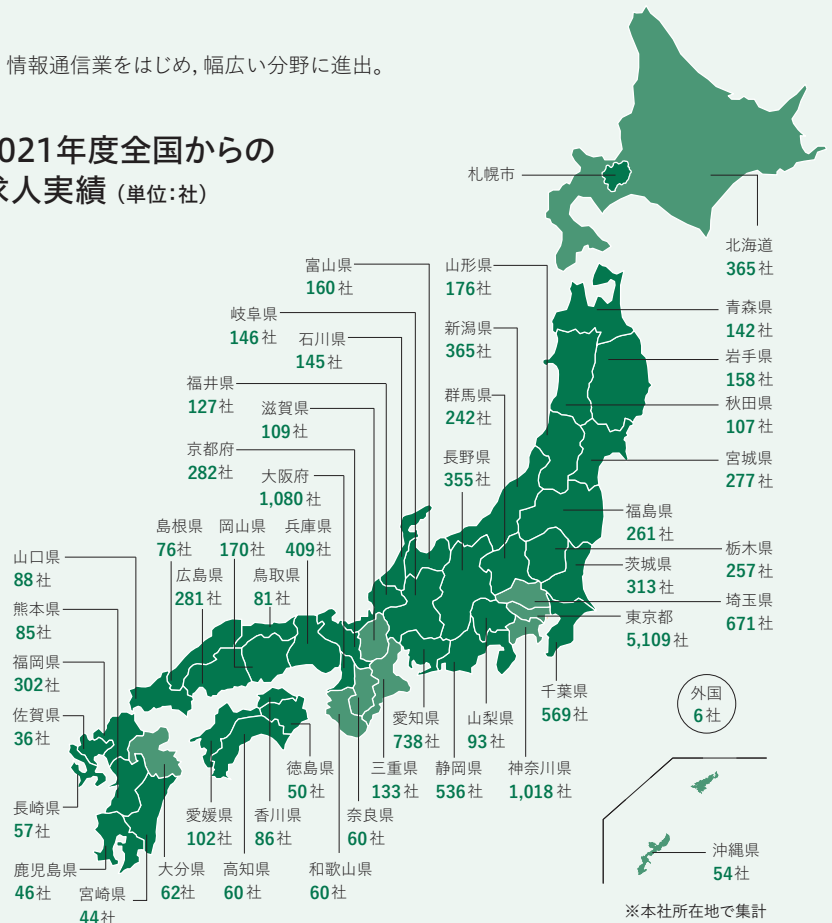 情報通信業をはじめ，幅広い分野に進出。
021年度全国からの
求人実績（単位：社）
札幌市
北海道
365社
富山県
160社
山形県
176社
青森県
142社
岐阜県
146社
石川県
145社
新潟県
365社
岩手県
158社
福井県
127社
滋賀県
109社
群馬県
242社
秋田県
107社
京都府
282社
大阪府
1,080社
長野県
355社
宮城県
277社
福島県
261社
島根県
76社
岡山県
170社
兵庫県
409社
栃木県
257社
山口県
88社
広島県
281社
鳥取県
81社
茨城県
313社
埼玉県
671社
熊本県
85社
東京都
5,109社
福岡県
302社
千葉県
569社
外国
6社
佐賀県
36社
愛知県
738社
山梨県
93社
徳島県
50社
三重県
133社
静岡県
536社
神奈川県
1,018社
長崎県
57社
愛媛県
102社
香川県
86社
奈良県
60社
鹿児島県
46社
宮崎県
44社
大分県
62社
高知県
60社
和歌山県
60社
沖縄県
54社
※本社所在地で集計